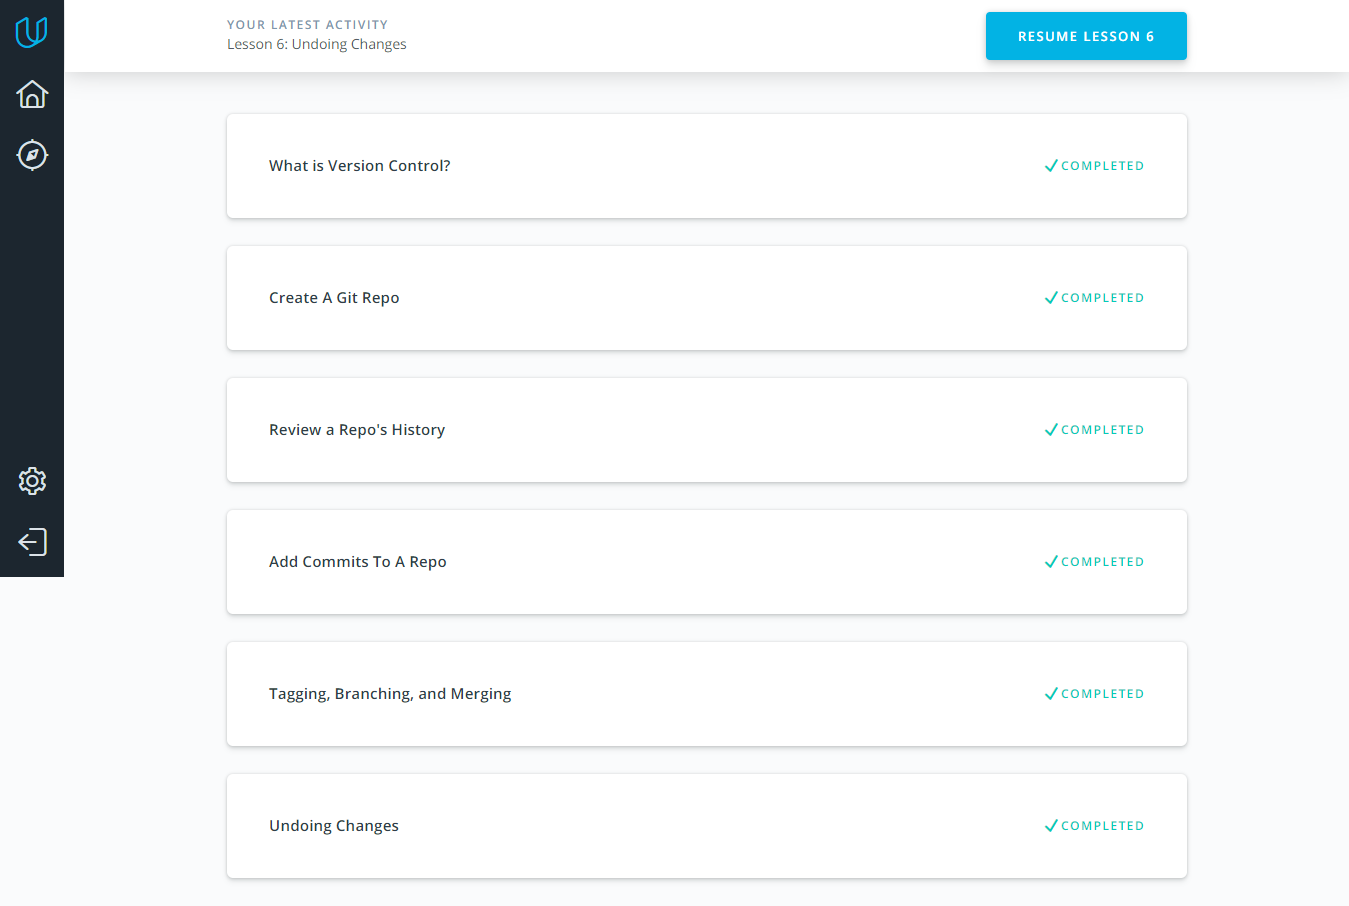 YOUR LATEST ACTIVITY
Lesson 6: Undoing Changes
RESUME LESSON 6
What is Version Control?
COMPLETED
Create A Git Repo
COMPLETED
Review a Repo's History
COMPLETED
Add Commits To A Repo
COMPLETED
Tagging, Branching, and Merging
COMPLETED
Undoing Changes
COMPLETED